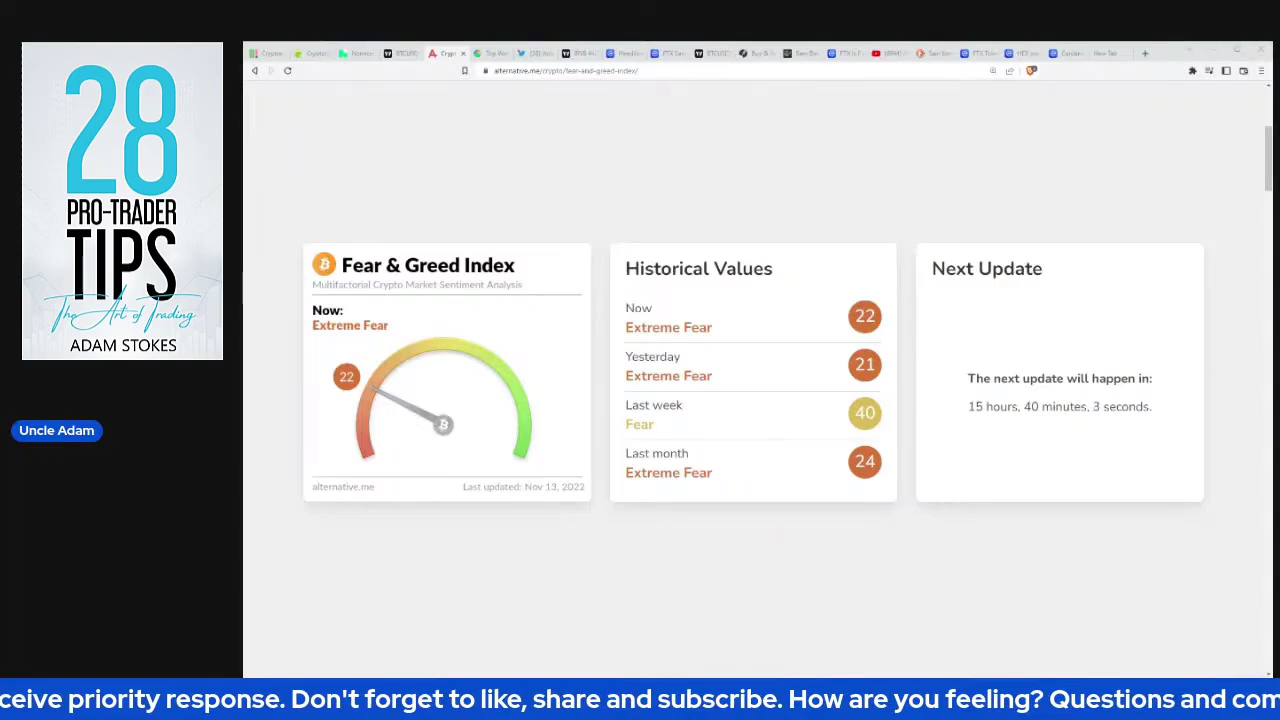 28
PRO-TRADER
TIPS
The Art of Trading
ADAM STOKES
Uncle Adam
BTCUSD
New Tab
alternative.me/crypto/fear-and-greed-index/
Fear & Greed Index
Multifactorial Crypto Market Sentiment Analysis
Now:
Extreme Fear
22
alternative.me
Last updated: Nov 13, 2022
Historical Values
Now
Extreme Fear
22
Yesterday
Extreme Fear
21
Last week
Fear
40
Last month
Extreme Fear
24
Next Update
The next update will happen in:
15 hours, 40 minutes, 3 seconds.
ceive priority response. Don't forget to like, share and subscribe. How are you feeling? Questions and com